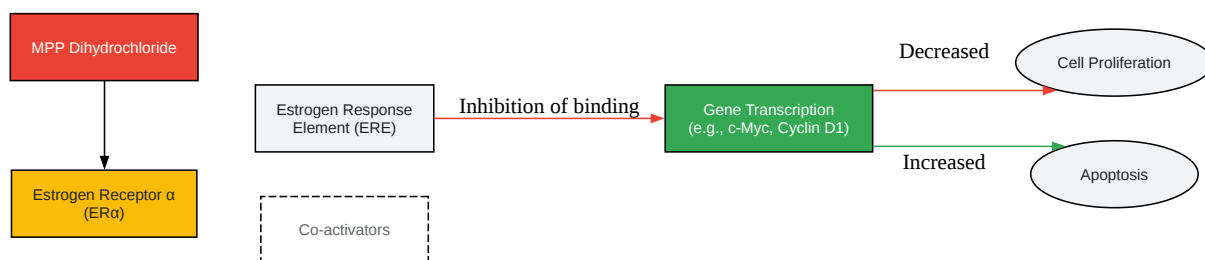 MPP Dihydrochloride
Estrogen Receptor α
(ERα)
Estrogen Response
Element (ERE)
Co-activators
Inhibition of binding
Gene Transcription
(e.g., c-Myc, Cyclin D1)
Decreased
Increased
Cell Proliferation
Apoptosis